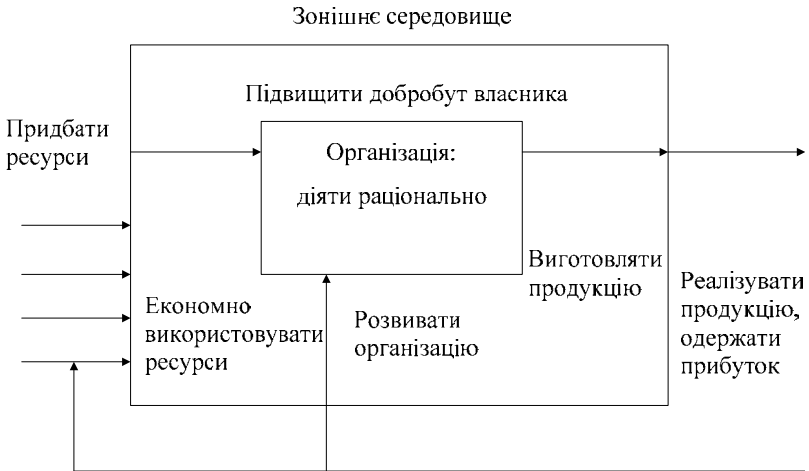 Зонішнє середовище
Підвищити добробут власника
Придбати
ресурси
Організація:
діяти раціонально
Виготовляти
продукцію
Реалізувати
продукцію,
одержати
прибуток
Економно
використовувати
ресурси
Розвивати
організацію